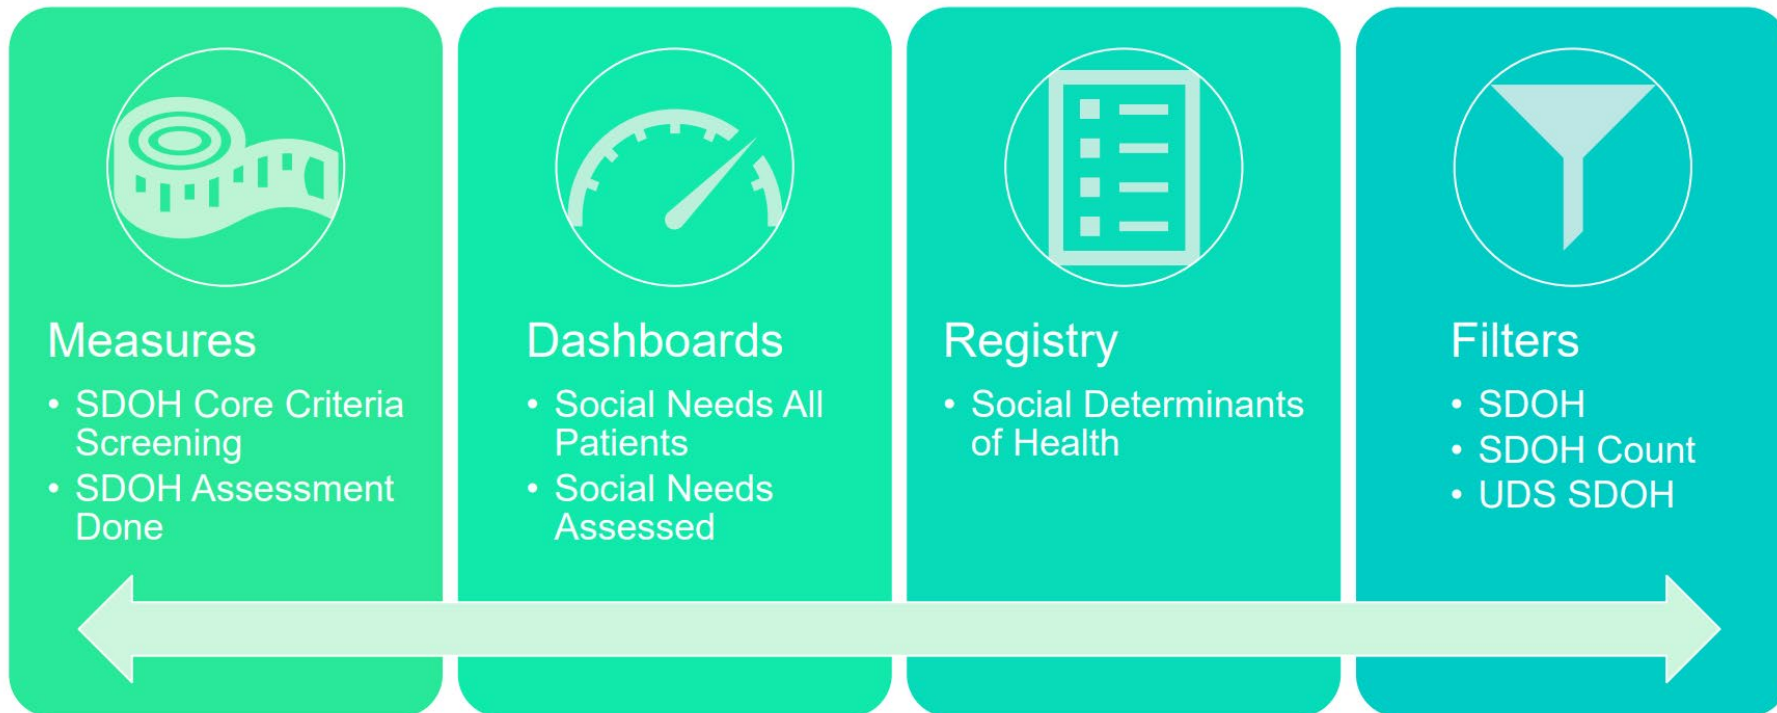 Measures
• SDOH Core Criteria
Screening
• SDOH Assessment
Done
Dashboards
• Social Needs All
Patients
• Social Needs
Assessed
Registry
• Social Determinants
of Health
Filters
• SDOH
• SDOH Count
• UDS SDOH